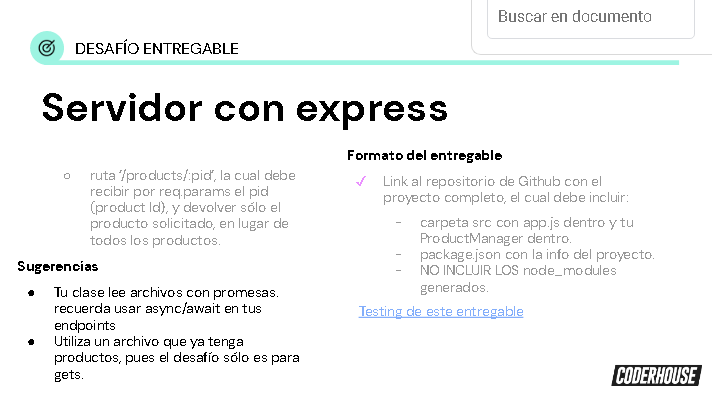 Buscar en documento
DESAFÍO ENTREGABLE
Servidor con express
○ ruta ‘/products/:pid’, la cual debe
recibir por req.params el pid
(product Id), y devolver sólo el
producto solicitado, en lugar de
todos los productos.
Sugerencias
● Tu clase lee archivos con promesas.
recuerda usar async/await en tus
endpoints
● Utiliza un archivo que ya tenga
productos, pues el desafío sólo es para
gets.
Formato del entregable
✓ Link al repositorio de Github con el
proyecto completo, el cual debe incluir:
- carpeta src con app.js dentro y tu
ProductManager dentro.
- package.json con la info del proyecto.
- NO INCLUIR LOS node_modules
generados.
Testing de este entregable
CODERHOUSE